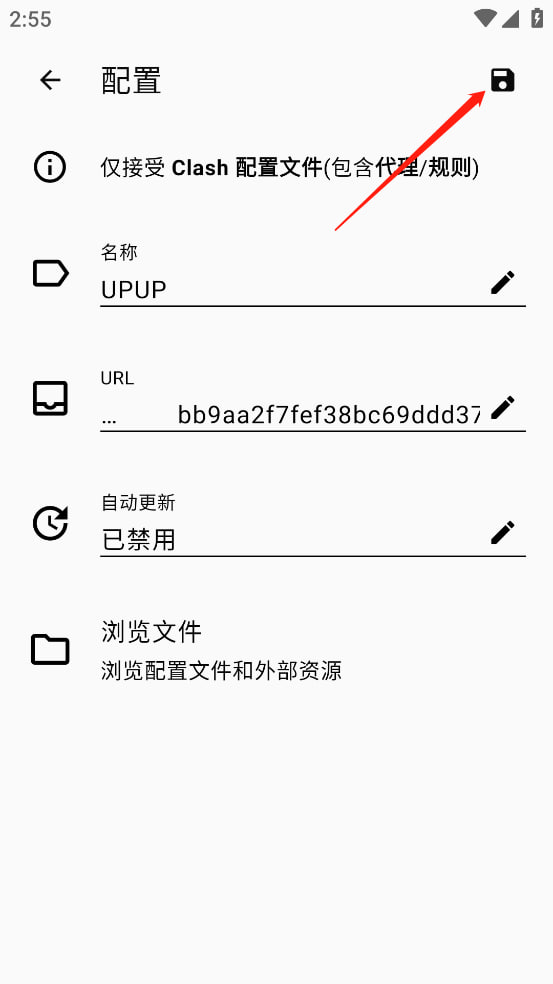 2:55
配置
仅接受 Clash 配置文件(包含代理/规则)
名称
UPUP
URL
... bb9aa2f7fef38bc69ddd37
自动更新
已禁用
浏览文件
浏览配置文件和外部资源